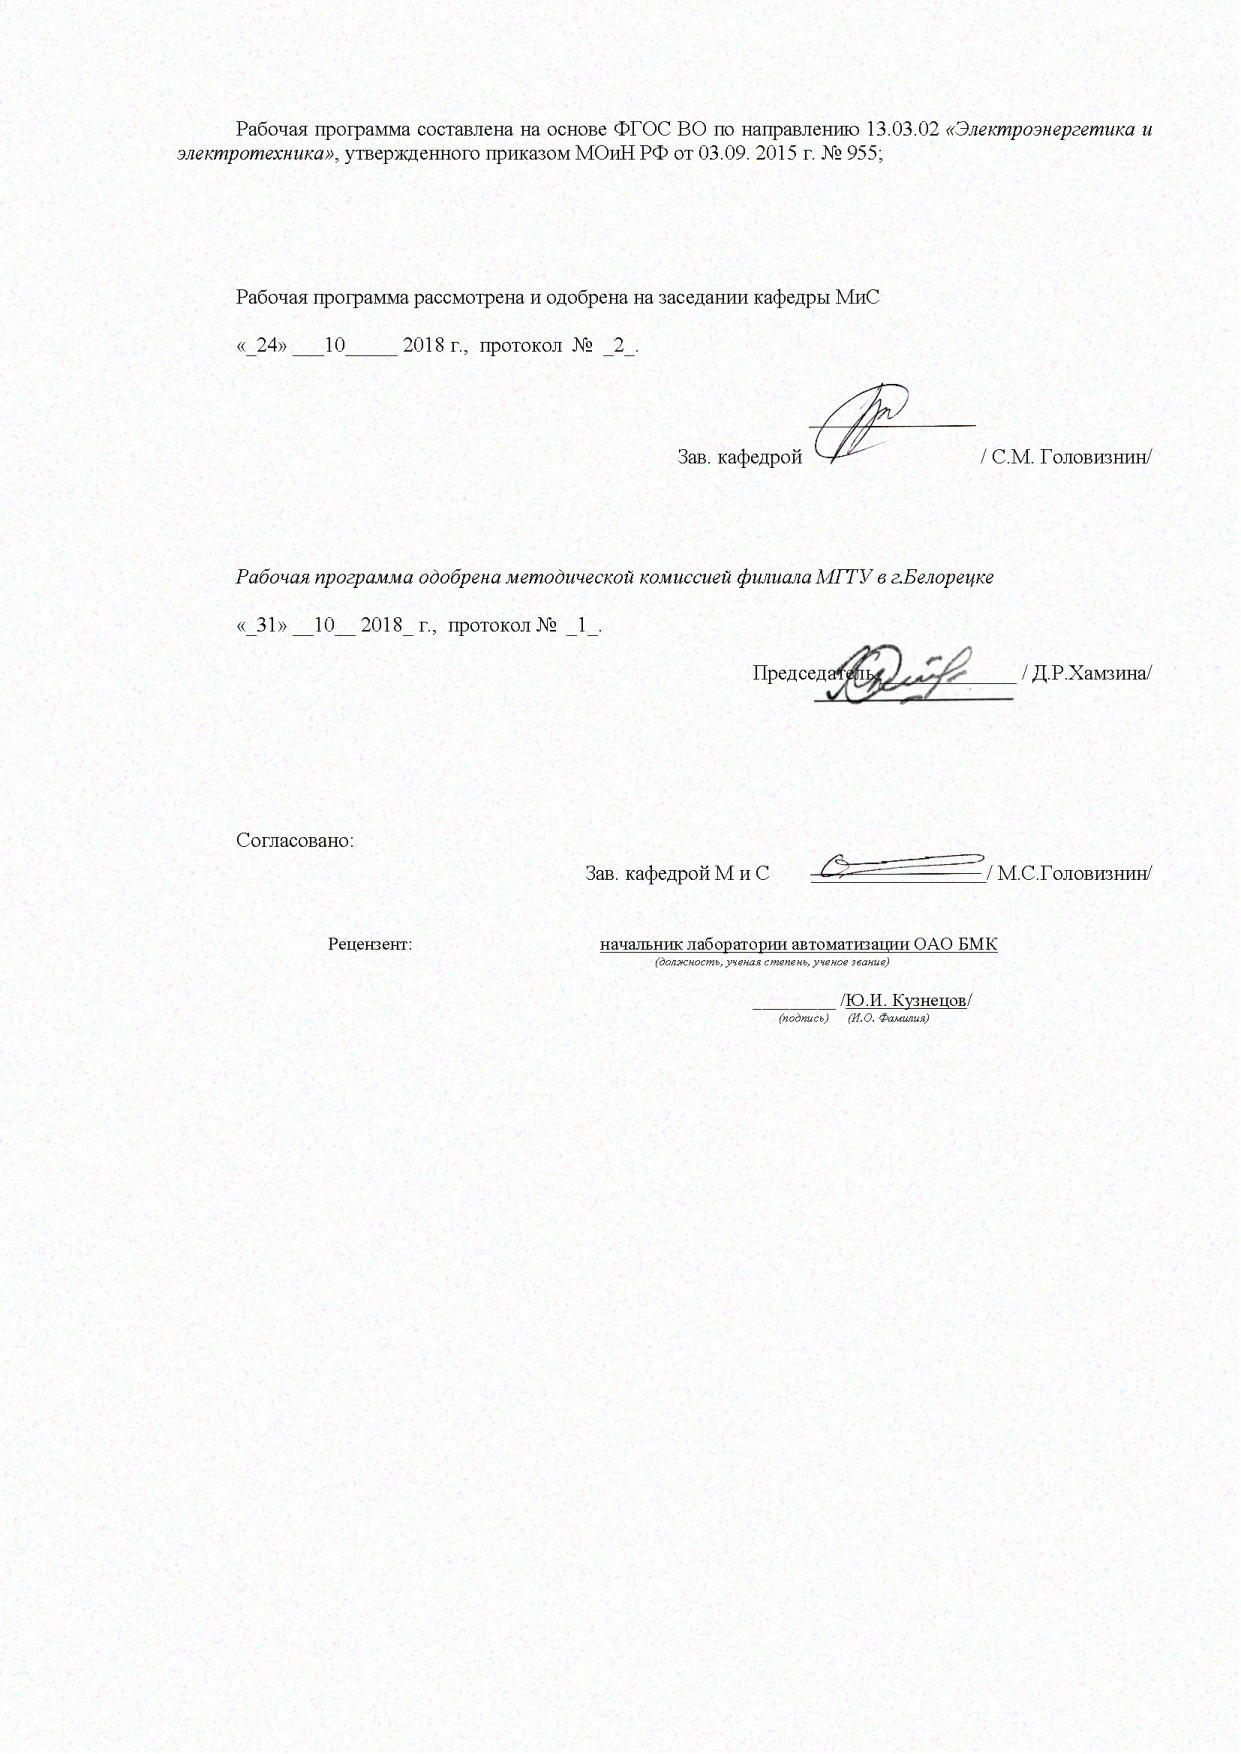 Рабочая программа составлена на основе ФГОС ВО по направлению 13.03.02 «Электроэнергетика и
электротехника», утвержденного приказом МОиН РФ от 03.09. 2015 г. № 955;
Рабочая программа рассмотрена и одобрена на заседании кафедры МиС
«_24» ___10_____ 2018 г., протокол № _2_.
Зав. кафедрой / С.М. Головизнин/
Рабочая программа одобрена методической комиссией филиала МГТУ в г.Белорецке
«_31» __10__ 2018_ г., протокол № _1_.
Председатель: _____________ / Д.Р.Хамзина/
Согласовано:
Зав. кафедрой М и С _________________/ М.С.Головизнин/
Рецензент: начальник лаборатории автоматизации ОАО БМК
(должность, ученая степень, ученое звание)
_________ /Ю.И. Кузнецов/
(подпись) (И.О. Фамилия)